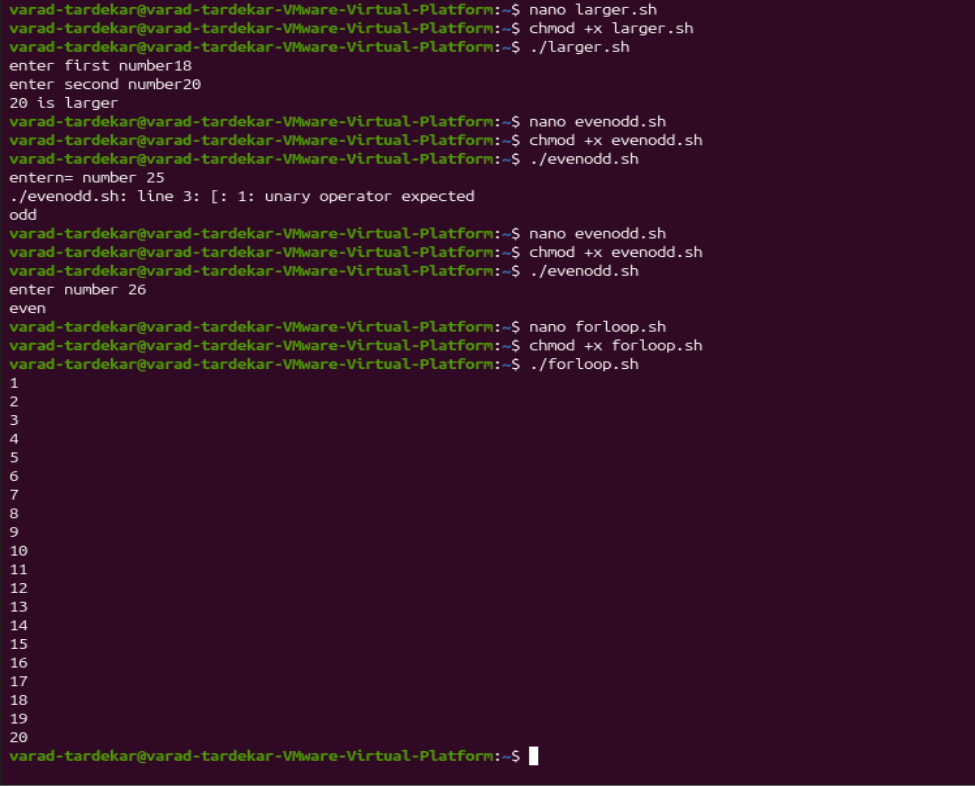 varad-tardekar@varad-tardekar-VMware-Virtual-Platform:~$ nano larger.sh
varad-tardekar@varad-tardekar-VMware-Virtual-Platform:~$ chmod +x larger.sh
varad-tardekar@varad-tardekar-VMware-Virtual-Platform:~$ ./larger.sh
enter first number18
enter second number20
20 is larger
varad-tardekar@varad-tardekar-VMware-Virtual-Platform:~$ nano evenodd.sh
varad-tardekar@varad-tardekar-VMware-Virtual-Platform:~$ chmod +x evenodd.sh
varad-tardekar@varad-tardekar-VMware-Virtual-Platform:~$ ./evenodd.sh
entern= number 25
./evenodd.sh: line 3: [: 1: unary operator expected
odd
varad-tardekar@varad-tardekar-VMware-Virtual-Platform:~$ nano evenodd.sh
varad-tardekar@varad-tardekar-VMware-Virtual-Platform:~$ chmod +x evenodd.sh
varad-tardekar@varad-tardekar-VMware-Virtual-Platform:~$ ./evenodd.sh
enter number 26
even
varad-tardekar@varad-tardekar-VMware-Virtual-Platform:~$ nano forloop.sh
varad-tardekar@varad-tardekar-VMware-Virtual-Platform:~$ chmod +x forloop.sh
varad-tardekar@varad-tardekar-VMware-Virtual-Platform:~$ ./forloop.sh
1
2
3
4
5
6
7
8
9
10
11
12
13
14
15
16
17
18
19
20
varad-tardekar@varad-tardekar-VMware-Virtual-Platform:~$